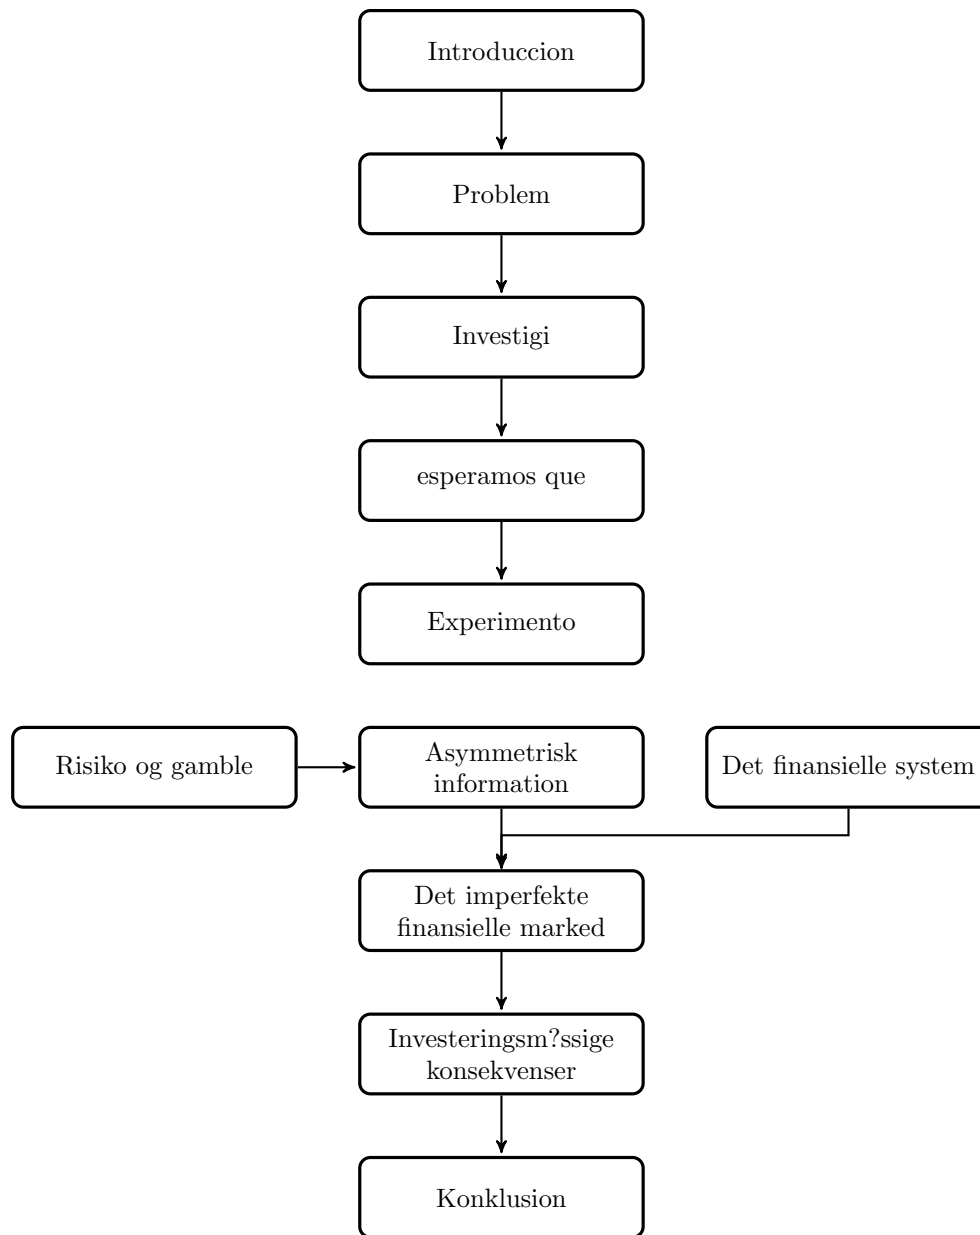 Introduccion
Problem
Investigi
esperamos que
Experimento
Risiko og gamble
Asymmetrisk
information
Det finansielle system
Det imperfekte
finansielle marked
Investeringsm?ssige
konsekvenser
Konklusion